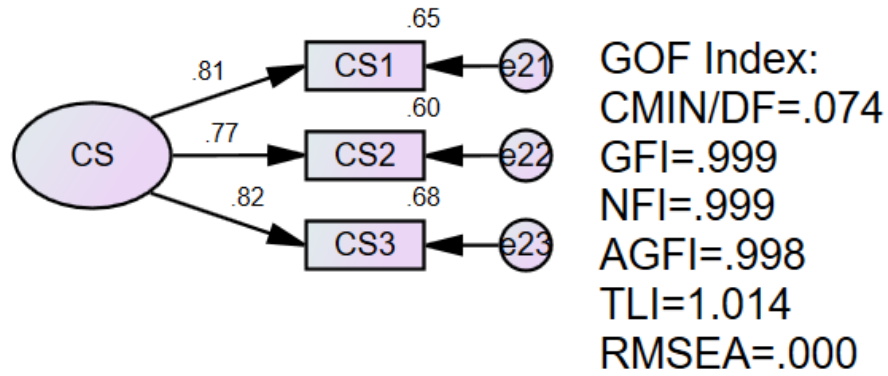 .65
.81
CS1
e21
.60
CS
.77
CS2
e22
.82
.68
CS3
e23
GOF Index:
CMIN/DF=.074
GFI=.999
NFI=.999
AGFI=.998
TLI=1.014
RMSEA=.000